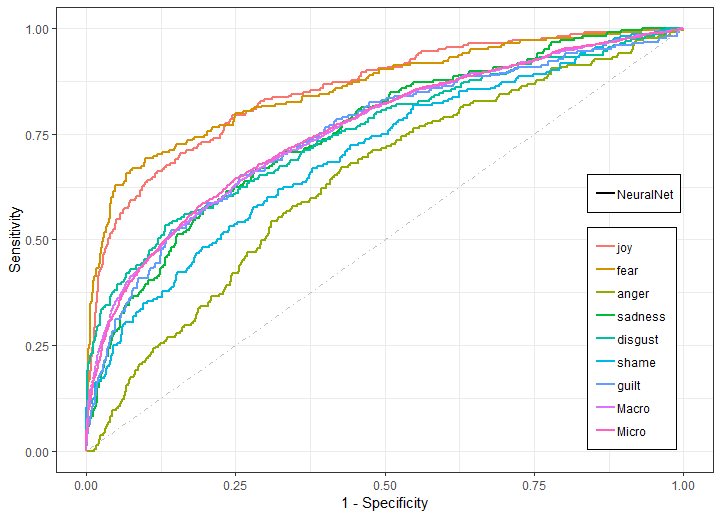 1.00
0.75
0.50
0.25
0.00
Sensitivity
NeuralNet
joy
fear
anger
sadness
disgust
shame
guilt
Macro
Micro
0.00 0.25 0.50 0.75 1.00
1 - Specificity